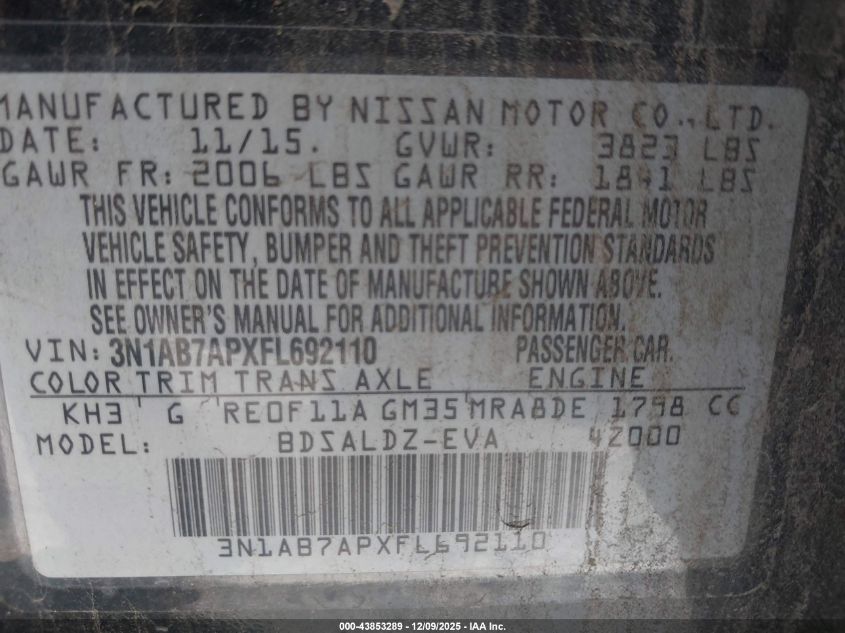 MANUFACTURED BY NISSAN MOTOR CO., LTD.
DATE: 11/15. GVWR: 3823 LBS
GAWR FR: 2006 LBS GAWR RR: 1841 LBS
THIS VEHICLE CONFORMS TO ALL APPLICABLE FEDERAL MOTOR
VEHICLE SAFETY, BUMPER AND THEFT PREVENTION STANDARDS
IN EFFECT ON THE DATE OF MANUFACTURE SHOWN ABOVE.
SEE OWNER'S MANUAL FOR ADDITIONAL INFORMATION.
VIN: 3N1AB7APXFL692110 PASSENGER CAR.
COLOR TRIM TRANS AXLE ENGINE
KH3 G RE0F11A GM35 MRA8DE 1798 CC
MODEL: BDSALDZ-EVA 42000
3N1AB7APXFL692110
000-43853289 - 12/09/2025 - IAA Inc.